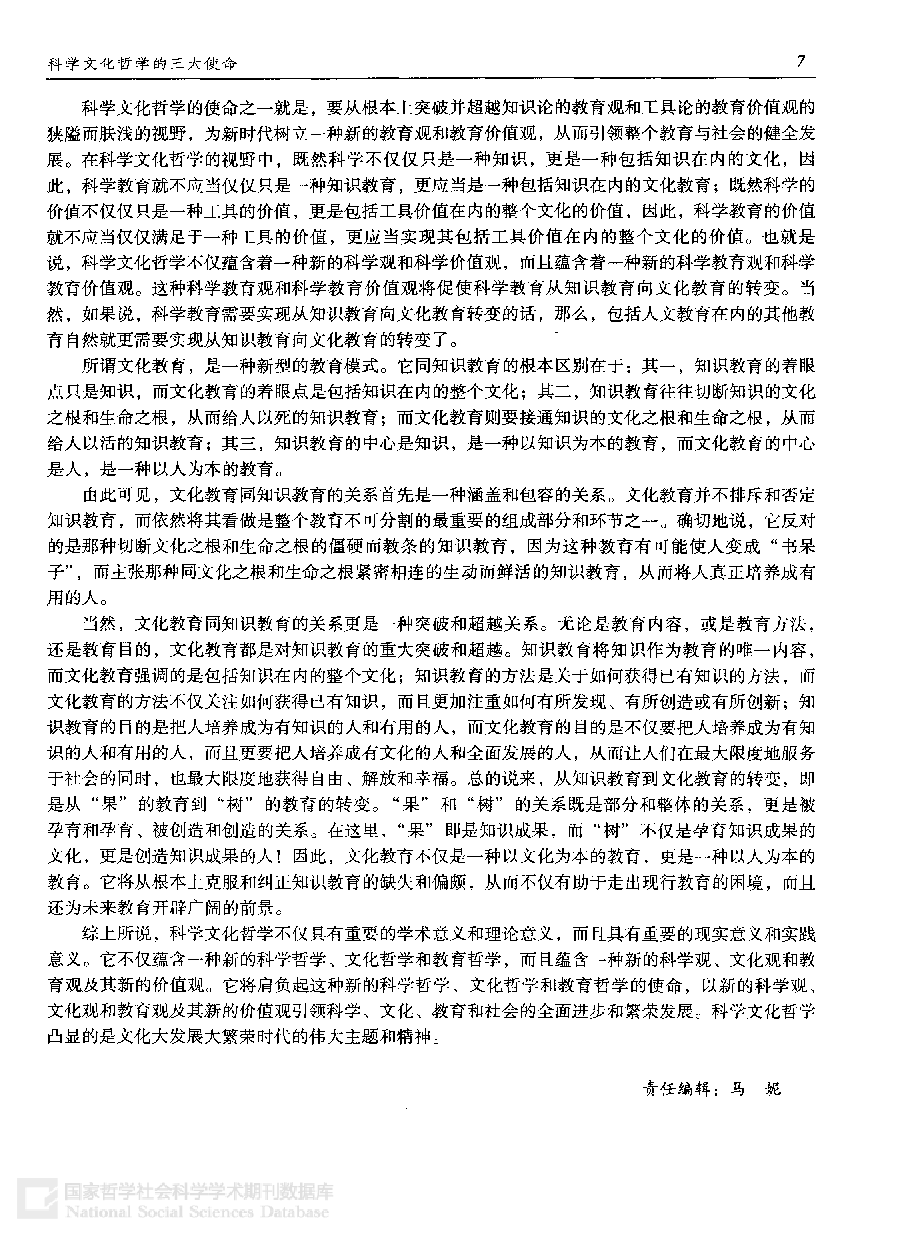 科学文化哲学的三大使命 7
科学文化哲学的使命之一就是，要从根本上突破并超越知识论的教育观和工具论的教育价值观的
狭隘而肤浅的视野，为新时代树立一种新的教育观和教育价值观，从而引领整个教育与社会的健全发
展。在科学文化哲学的视野中，既然科学不仅仅只是一种知识，更是一种包括知识在内的文化，因
此，科学教育就不应当仅仅只是一种知识教育，更应当是一种包括知识在内的文化教育；既然科学的
价值不仅仅只是一种工具的价值，更是包括工具价值在内的整个文化的价值，因此，科学教育的价值
就不应当仅仅满足于一种工具的价值，更应当实现其包括工具价值在内的整个文化的价值。也就是
说，科学文化哲学不仅蕴含着一种新的科学观和科学价值观，而且蕴含着一种新的科学教育观和科学
教育价值观。这种科学教育观和科学教育价值观将促使科学教育从知识教育向文化教育的转变。当
然，如果说，科学教育需要实现从知识教育向文化教育转变的话，那么，包括人文教育在内的其他教
育自然就更需要实现从知识教育向文化教育的转变了。
所谓文化教育，是一种新型的教育模式。它同知识教育的根本区别在于：其一，知识教育的着眼
点只是知识，而文化教育的着眼点是包括知识在内的整个文化；其二，知识教育往往切断知识的文化
之根和生命之根，从而给人以死的知识教育；而文化教育则要接通知识的文化之根和生命之根，从而
给人以活的知识教育；其三，知识教育的中心是知识，是一种以知识为本的教育，而文化教育的中心
是人，是一种以人为本的教育。
由此可见，文化教育同知识教育的关系首先是一种涵盖和包容的关系。文化教育并不排斥和否定
知识教育，而依然将其看做是整个教育不可分割的最重要的组成部分和环节之一。确切地说，它反对
的是那种切断文化之根和生命之根的僵硬而教条的知识教育，因为这种教育有可能使人变成“书呆
子”，而主张那种同文化之根和生命之根紧密相连的生动而鲜活的知识教育，从而将人真正培养成有
用的人。
当然，文化教育同知识教育的关系更是一种突破和超越关系。无论是教育内容，或是教育方法，
还是教育目的，文化教育都是对知识教育的重大突破和超越。知识教育将知识作为教育的唯一内容，
而文化教育强调的是包括知识在内的整个文化；知识教育的方法是关于如何获得已有知识的方法，而
文化教育的方法不仅关注如何获得已有知识，而且更加注重如何有所发现、有所创造或有所创新；知
识教育的目的是把人培养成为有知识的人和有用的人，而文化教育的目的是不仅要把人培养成为有知
识的人和有用的人，而且更要把人培养成有文化的人和全面发展的人，从而让人们在最大限度地服务
于社会的同时，也最大限度地获得自由、解放和幸福。总的说来，从知识教育到文化教育的转变，即
是从“果”的教育到“树”的教育的转变。“果”和“树”的关系既是部分和整体的关系，更是被
孕育和孕育、被创造和创造的关系。在这里，“果”即是知识成果，而“树”不仅是孕育知识成果的
文化，更是创造知识成果的人！因此，文化教育不仅是一种以文化为本的教育，更是一种以人为本的
教育。它将从根本上克服和纠正知识教育的缺失和偏颇，从而不仅有助于走出现行教育的困境，而且
还为未来教育开辟广阔的前景。
综上所说，科学文化哲学不仅具有重要的学术意义和理论意义，而且具有重要的现实意义和实践
意义。它不仅蕴含一种新的科学哲学、文化哲学和教育哲学，而且蕴含一种新的科学观、文化观和教
育观及其新的价值观。它将肩负起这种新的科学哲学、文化哲学和教育哲学的使命，以新的科学观、
文化观和教育观及其新的价值观引领科学、文化、教育和社会的全面进步和繁荣发展。科学文化哲学
凸显的是文化大发展大繁荣时代的伟大主题和精神。
责任编辑：马 妮
国家哲学社会科学学术期刊数据库
National Social Sciences Database